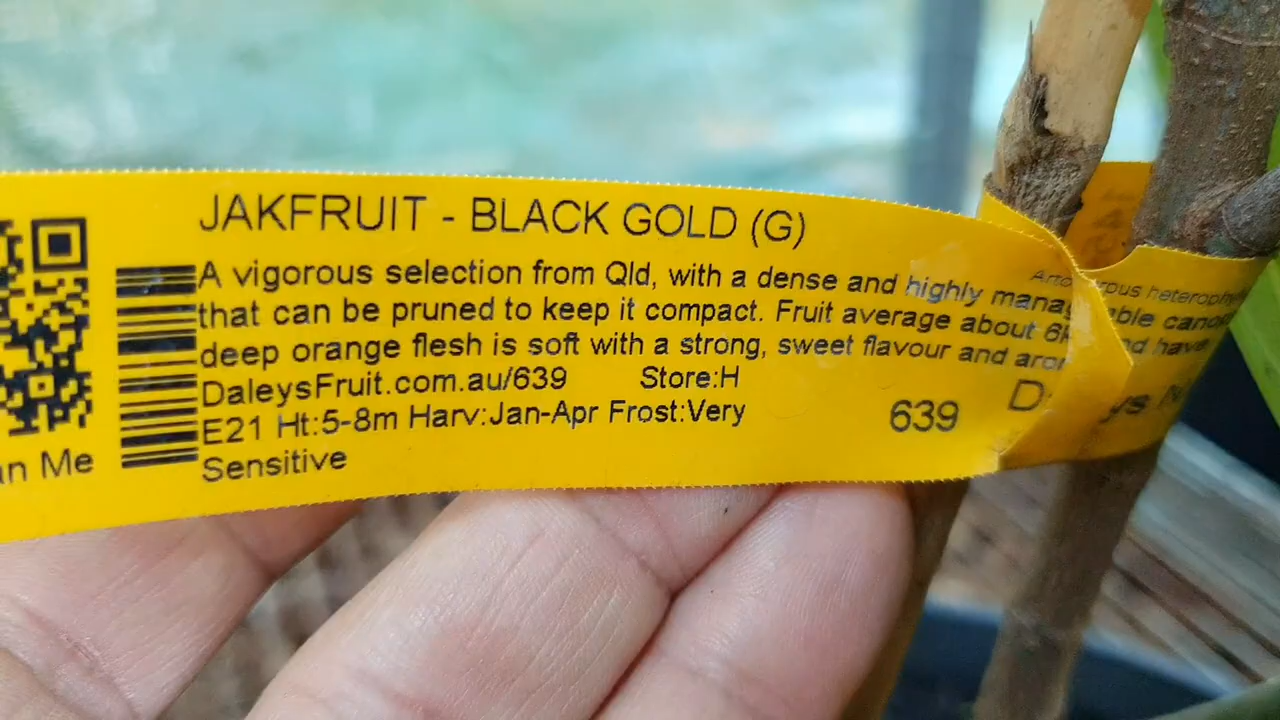 JAKFRUIT - BLACK GOLD (G)
A vigorous selection from Qld, with a dense and highly
that can be pruned to keep it compact. Fruit average about
deep orange flesh is soft with a strong, sweet flavour and
DaleysFruit.com.au/639 Store:H
E21 Ht:5-8m Harv:Jan-Apr Frost:Very
Sensitive
639
Me